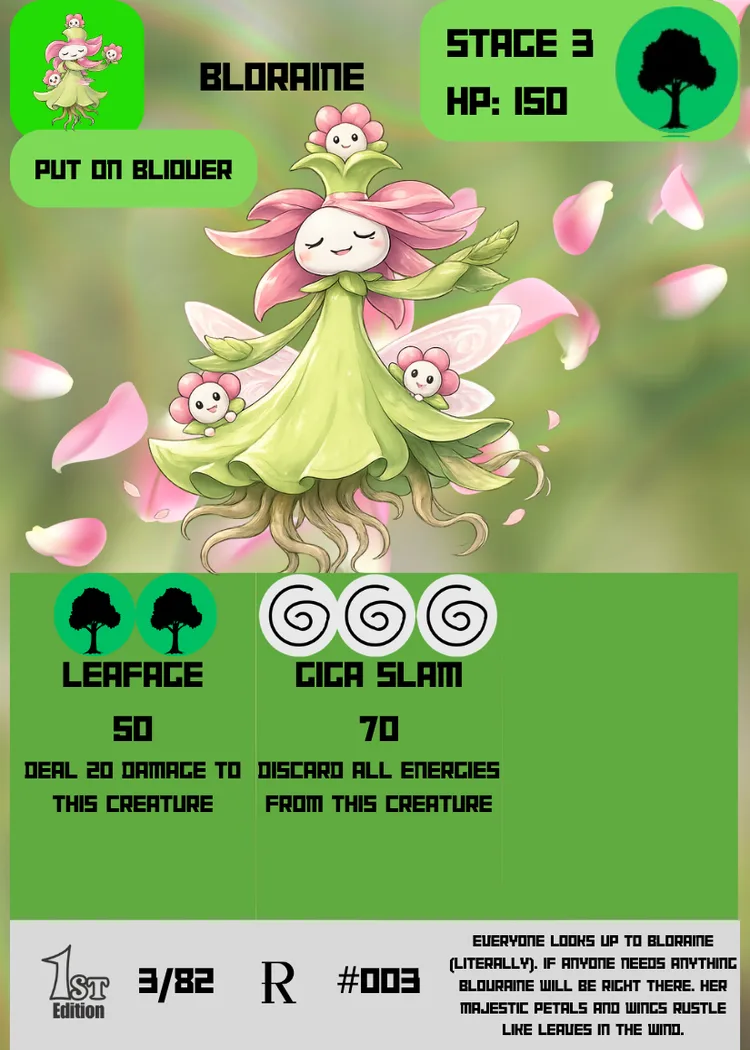 BLORAINE
STAGE 3
HP: 150
PUT ON BLIOUER
LEAFAGE
50
DEAL 20 DAMAGE TO
THIS CREATURE
GIGA SLAM
70
DISCARD ALL ENERGIES
FROM THIS CREATURE
1ST
Edition
3/82
R
#003
EVERYONE LOOKS UP TO BLORAINE
(LITERALLY). IF ANYONE NEEDS ANYTHING
BLOURAINE WILL BE RIGHT THERE. HER
MAJESTIC PETALS AND WINGS RUSTLE
LIKE LEAVES IN THE WIND.